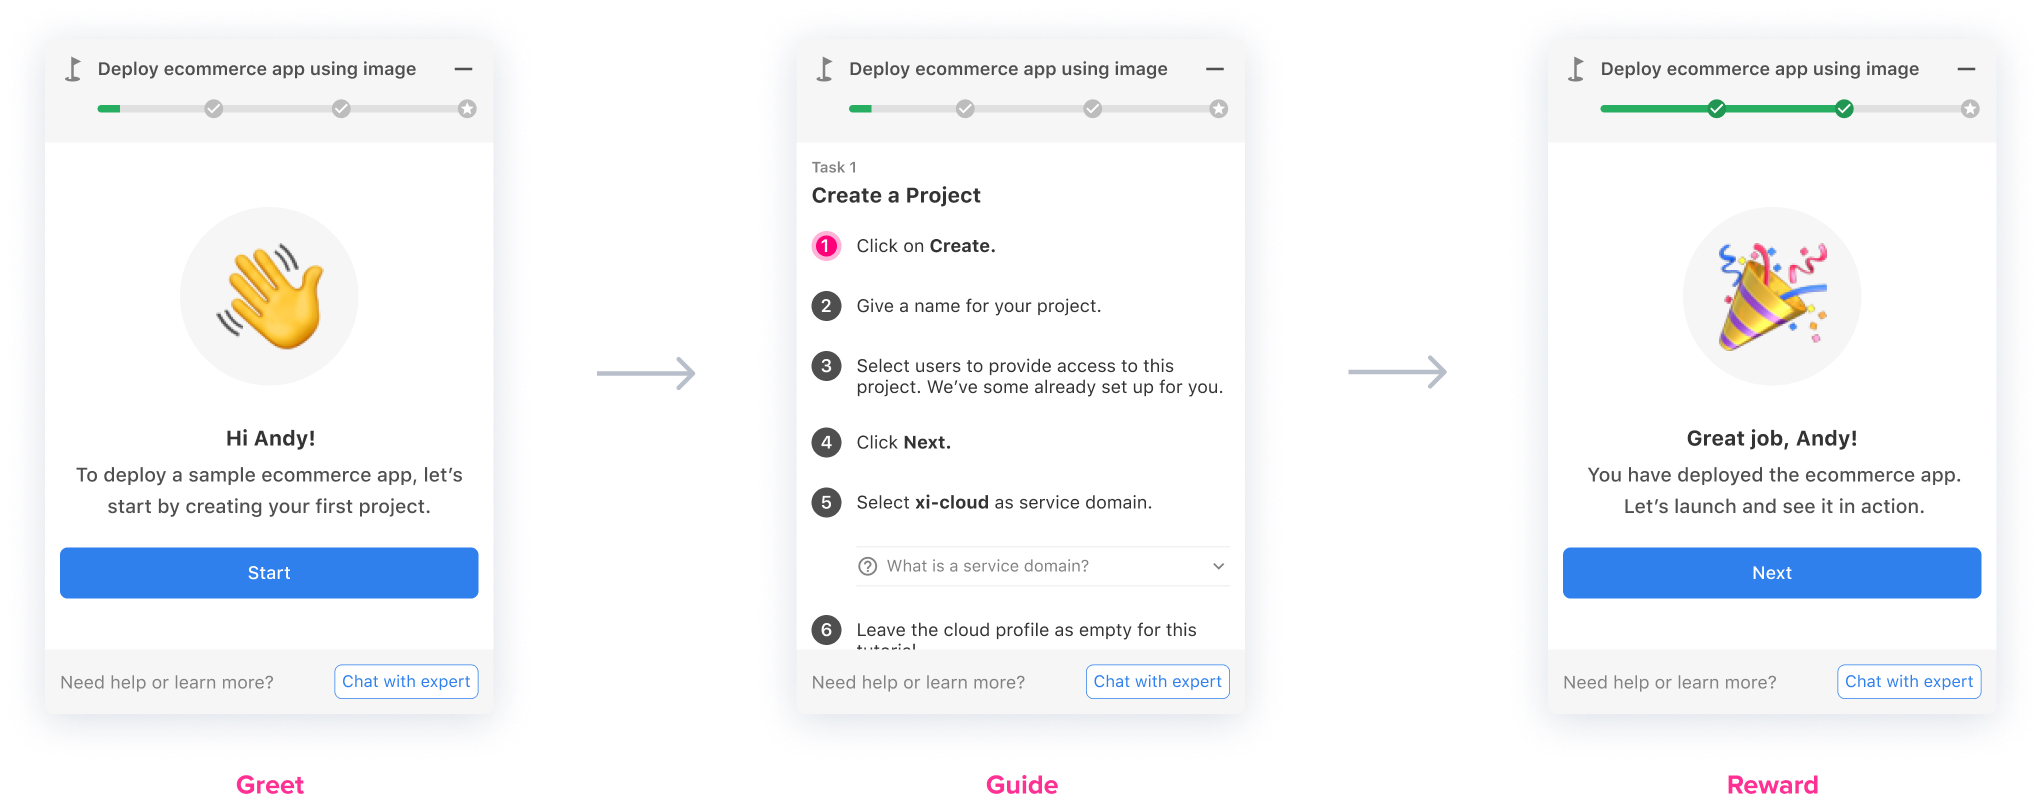 Deploy ecommerce app using image
Hi Andy!
To deploy a sample ecommerce app, let’s
start by creating your first project.
Start
Need help or learn more?
Chat with expert
Greet
Deploy ecommerce app using image
Task 1
Create a Project
1 Click on Create.
2 Give a name for your project.
3 Select users to provide access to this
project. We’ve some already set up for you.
4 Click Next.
5 Select xi-cloud as service domain.
What is a service domain?
6 Leave the cloud profile as empty for this
tutorial
Need help or learn more?
Chat with expert
Guide
Deploy ecommerce app using image
Great job, Andy!
You have deployed the ecommerce app.
Let’s launch and see it in action.
Next
Need help or learn more?
Chat with expert
Reward